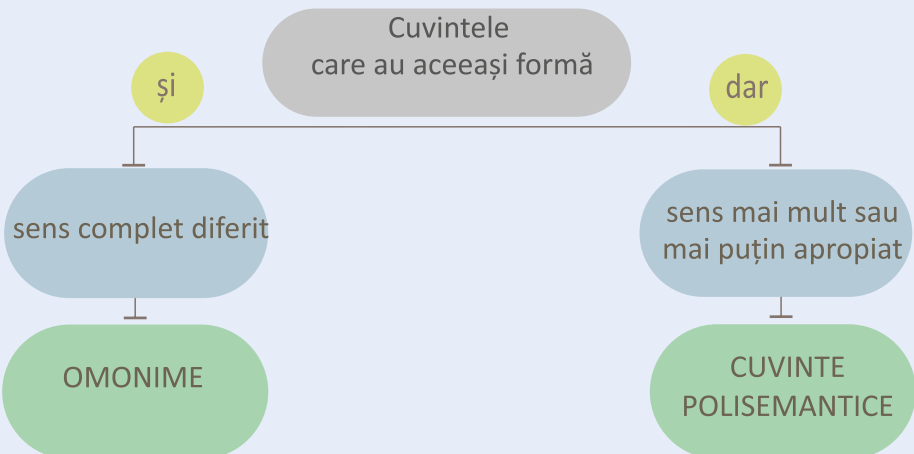 Cuvintele
care au aceeași formă
și
dar
sens complet diferit
sens mai mult sau
mai puțin apropiat
OMONIME
CUVINTE
POLISEMANTICE